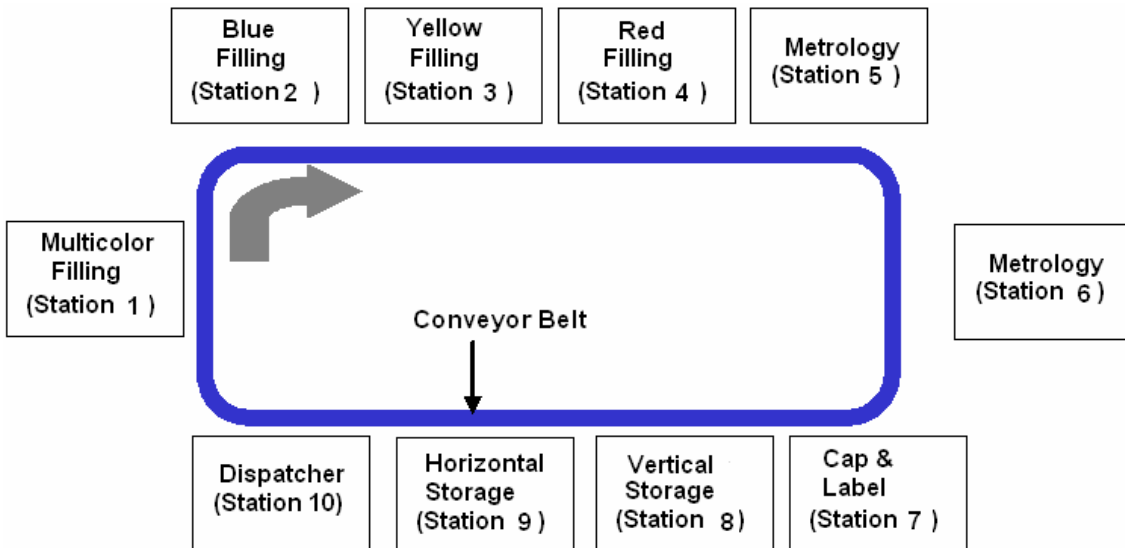 Blue
Filling
(Station 2 )
Yellow
Filling
(Station 3 )
Red
Filling
(Station 4 )
Metrology
(Station 5 )
Multicolor
Filling
(Station 1 )
Metrology
(Station 6 )
Conveyor Belt
Dispatcher
(Station 10)
Horizontal
Storage
(Station 9 )
Vertical
Storage
(Station 8)
Cap &
Label
(Station 7 )